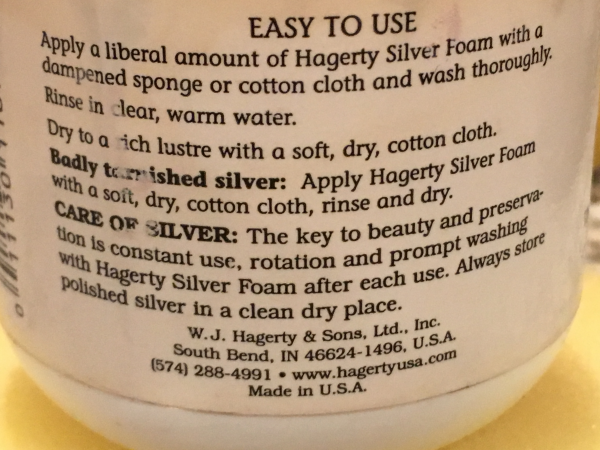 EASY TO USE
Apply a liberal amount of Hagerty Silver Foam with a
dampened sponge or cotton cloth and wash thoroughly.
Rinse in clear, warm water.
Dry to a rich lustre with a soft, dry, cotton cloth.
Badly tarnished silver: Apply Hagerty Silver Foam
with a soft, dry, cotton cloth, rinse and dry.
CARE OF SILVER: The key to beauty and preserva-
tion is constant use, rotation and prompt washing
with Hagerty Silver Foam after each use. Always store
polished silver in a clean dry place.
W.J. Hagerty & Sons, Ltd., Inc.
South Bend, IN 46624-1496, U.S.A.
(574) 288-4991 • www.hagertyusa.com
Made in U.S.A.